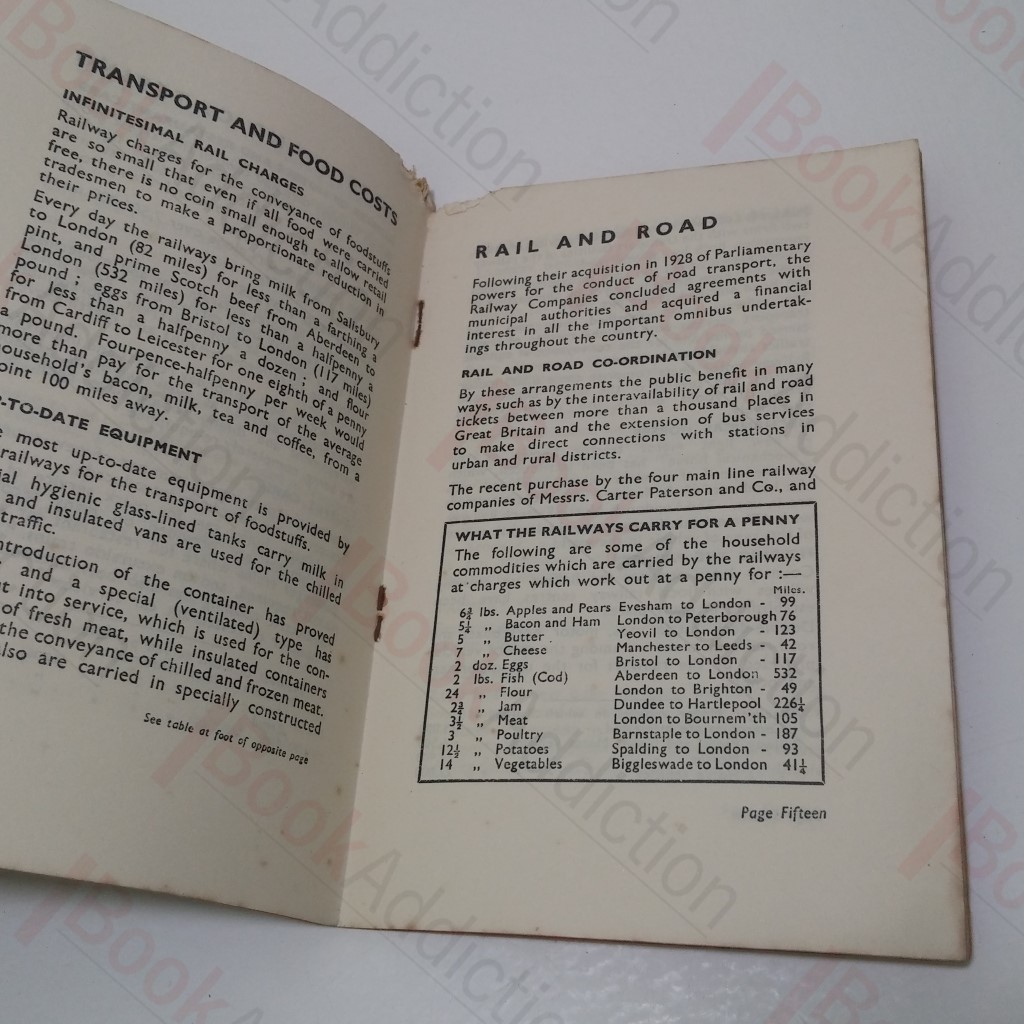 TRANSPORT AND FOOD COSTS
INFINITESIMAL RAIL CHARGES
Railway charges for the conveyance of foodstuffs
are so small that even if all food were carried
free, there is no coin small enough to allow retail
tradesmen to make a proportionate reduction in
their prices.
Every day the railways bring milk from Salisbury
to London (82 miles) for less than a farthing a
pint, and prime Scotch beef from Aberdeen to
London (532 miles) for less than a halfpenny a
pound ; eggs from Bristol to London (117 miles)
for less than a halfpenny a dozen ; and flour
from Cardiff to Leicester for one eighth of a penny
a pound. Fourpence-halfpenny per week would
more than pay for the transport of the average
household's bacon, milk, tea and coffee, from a
point 100 miles away.
P-TO-DATE EQUIPMENT
e most up-to-date equipment is provided by
railways for the transport of foodstuffs.
ial hygienic glass-lined tanks carry milk in
and insulated vans are used for the chilled
traffic.
ntroduction of the container has proved
and a special (ventilated) type has
t into service, which is used for the con-
of fresh meat, while insulated containers
the conveyance of chilled and frozen meat.
lso are carried in specially constructed
See table at foot of opposite page
RAIL AND ROAD
Following their acquisition in 1928 of Parliamentary
powers for the conduct of road transport, the
Railway Companies concluded agreements with
municipal authorities and acquired a financial
interest in all the important omnibus undertak-
ings throughout the country.
RAIL AND ROAD CO-ORDINATION
By these arrangements the public benefit in many
ways, such as by the interavailability of rail and road
tickets between more than a thousand places in
Great Britain and the extension of bus services
to make direct connections with stations in
urban and rural districts.
The recent purchase by the four main line railway
companies of Messrs. Carter Paterson and Co., and
WHAT THE RAILWAYS CARRY FOR A PENNY
The following are some of the household
commodities which are carried by the railways
at charges which work out at a penny for :—
Miles.
6¾ lbs. Apples and Pears Evesham to London - 99
5¼ „ Bacon and Ham London to Peterborough 76
5 „ Butter Yeovil to London - 123
7 „ Cheese Manchester to Leeds - 42
2 doz. Eggs Bristol to London - 117
2 lbs. Fish (Cod) Aberdeen to London 532
24 „ Flour London to Brighton - 49
2¾ „ Jam Dundee to Hartlepool 226¼
3½ „ Meat London to Bournem'th 105
3 „ Poultry Barnstaple to London - 187
12½ „ Potatoes Spalding to London - 93
14 „ Vegetables Biggleswade to London 41¼
Page Fifteen
BookAddiction